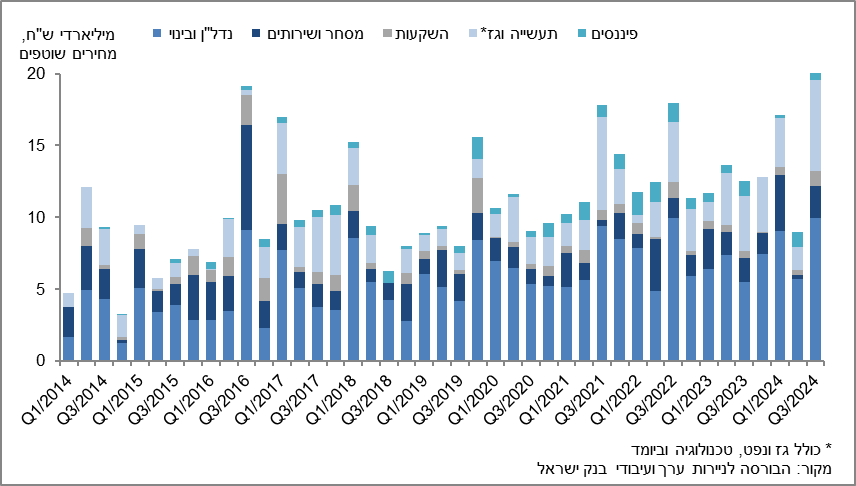 מיליארדי ש"ח,
מחירים שוטפים
נדל"ן ובינוי
מסחר ושירותים
השקעות
תעשייה וגז*
פיננסים
20
15
10
5
0
Q1/2014
Q3/2014
Q1/2015
Q3/2015
Q1/2016
Q3/2016
Q1/2017
Q3/2017
Q1/2018
Q3/2018
Q1/2019
Q3/2019
Q1/2020
Q3/2020
Q1/2021
Q3/2021
Q1/2022
Q3/2022
Q1/2023
Q3/2023
Q1/2024
Q3/2024
* כולל גז ונפט, טכנולוגיה וביומד
מקור: הבורסה לניירות ערך ועיבודי בנק ישראל